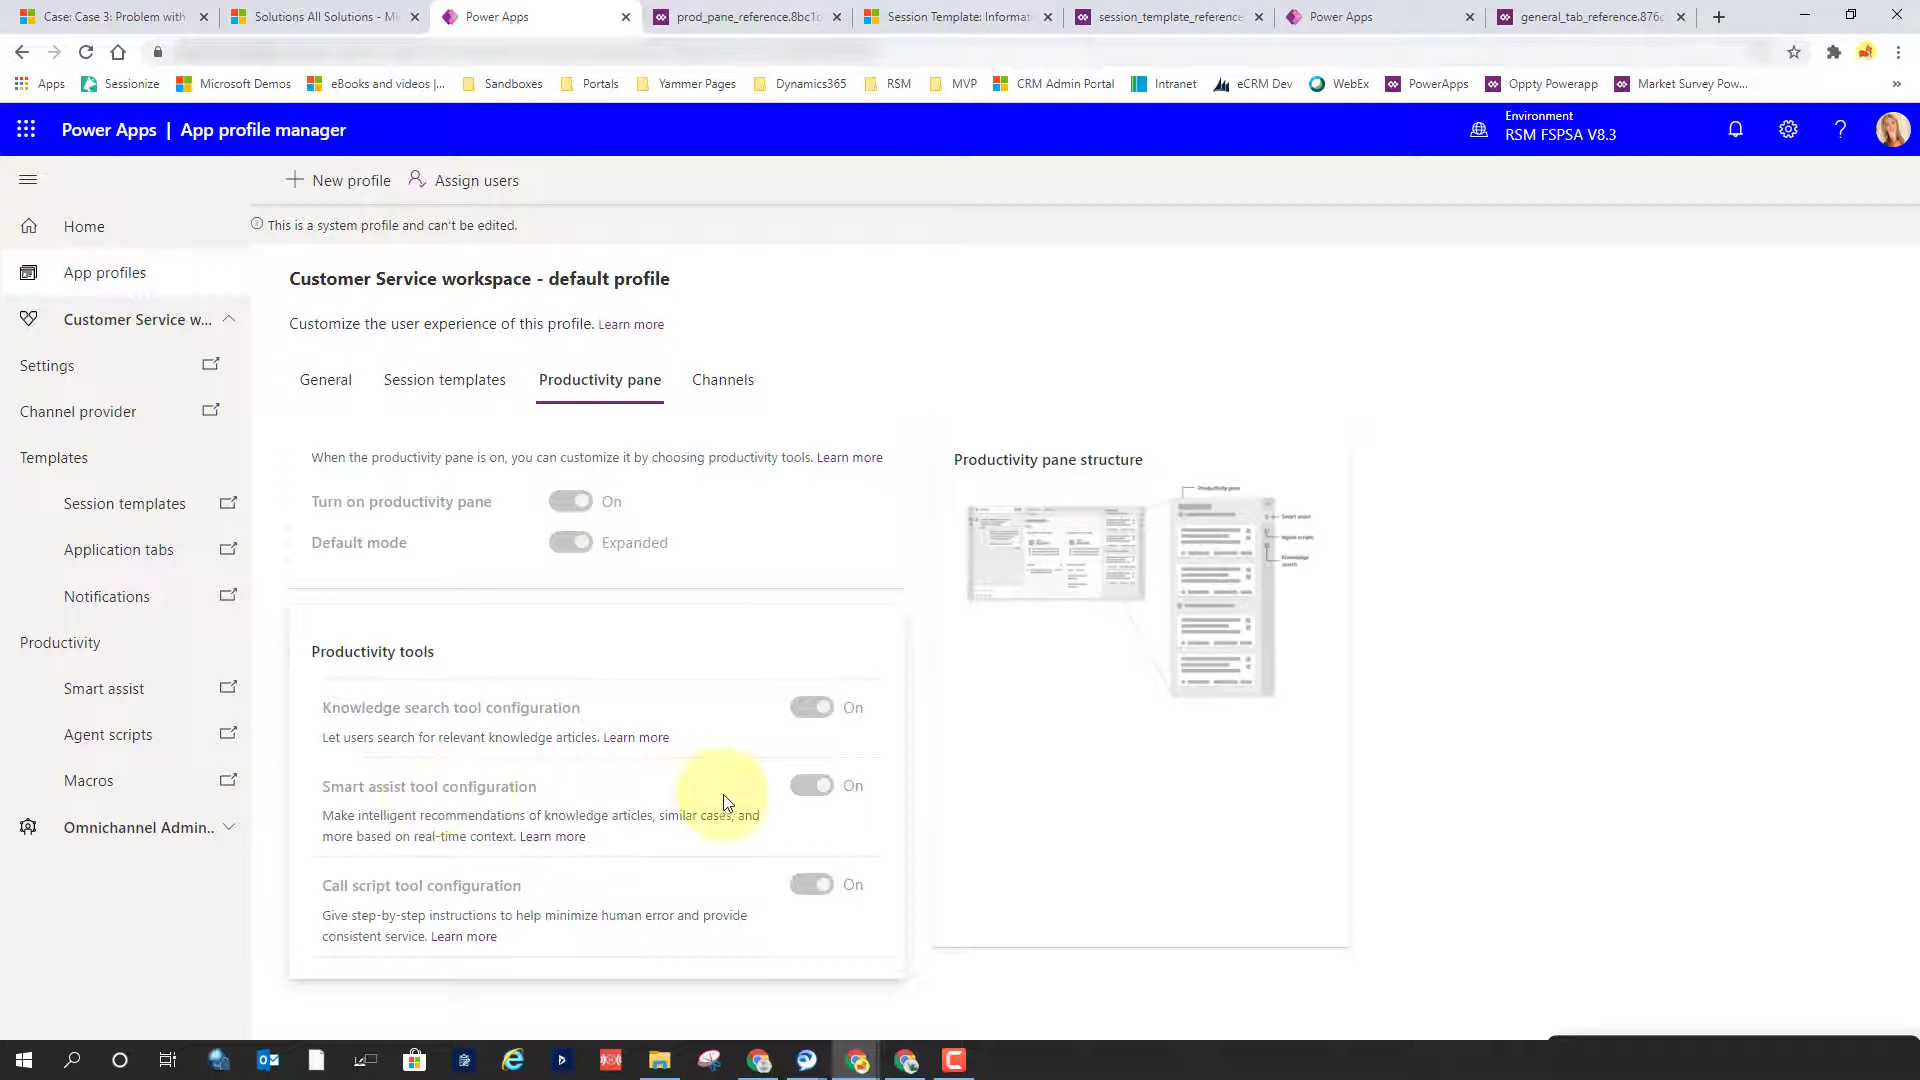 Case: Case 3: Problem with
Solutions All Solutions - Mi
Power Apps
prod_pane_reference.8bc1
Session Template: Informat
session_template_reference
Power Apps
general_tab_reference.876
Apps
Sessionize
Microsoft Demos
eBooks and videos |...
Sandboxes
Portals
Yammer Pages
Dynamics365
RSM
MVP
CRM Admin Portal
Intranet
eCRM Dev
WebEx
PowerApps
Oppty Powerapp
Market Survey Pow...
Power Apps | App profile manager
Environment
RSM FSPSA V8.3
New profile
Assign users
This is a system profile and can't be edited.
Home
App profiles
Customer Service w...
Settings
Channel provider
Templates
Session templates
Application tabs
Notifications
Productivity
Smart assist
Agent scripts
Macros
Omnichannel Admin..
Customer Service workspace - default profile
Customize the user experience of this profile. Learn more
General
Session templates
Productivity pane
Channels
When the productivity pane is on, you can customize it by choosing productivity tools. Learn more
Turn on productivity pane
On
Default mode
Expanded
Productivity tools
Knowledge search tool configuration
On
Let users search for relevant knowledge articles. Learn more
Smart assist tool configuration
On
Make intelligent recommendations of knowledge articles, similar cases, and
more based on real-time context. Learn more
Call script tool configuration
On
Give step-by-step instructions to help minimize human error and provide
consistent service. Learn more
Productivity pane structure
Productivity pane
Smart assist
Agent scripts
Knowledge
search